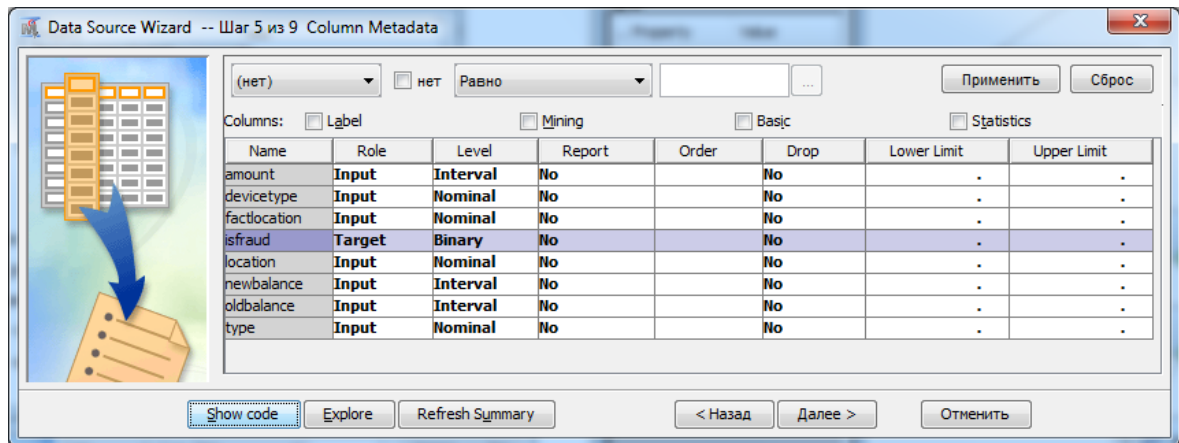 Data Source Wizard -- Шаг 5 из 9 Column Metadata
(нет) нет Равно ... Применить Сброс
Columns: Label Mining Basic Statistics
Name Role Level Report Order Drop Lower Limit Upper Limit
amount Input Interval No No . .
devicetype Input Nominal No No . .
factlocation Input Nominal No No . .
isfraud Target Binary No No . .
location Input Nominal No No . .
newbalance Input Interval No No . .
oldbalance Input Interval No No . .
type Input Nominal No No . .
Show code Explore Refresh Summary < Назад Далее > Отменить